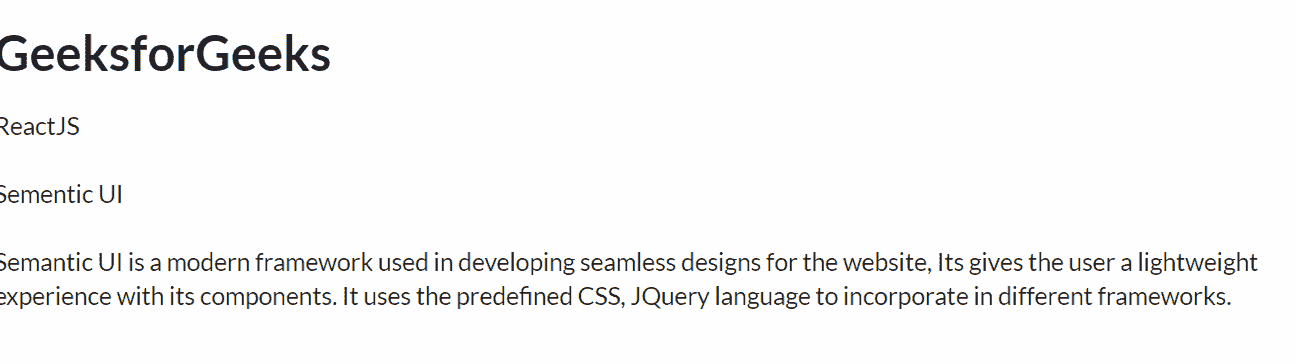 GeeksforGeeks
ReactJS
Sementic UI
Semantic UI is a modern framework used in developing seamless designs for the website, Its gives the user a lightweight
experience with its components. It uses the predefined CSS, JQuery language to incorporate in different frameworks.